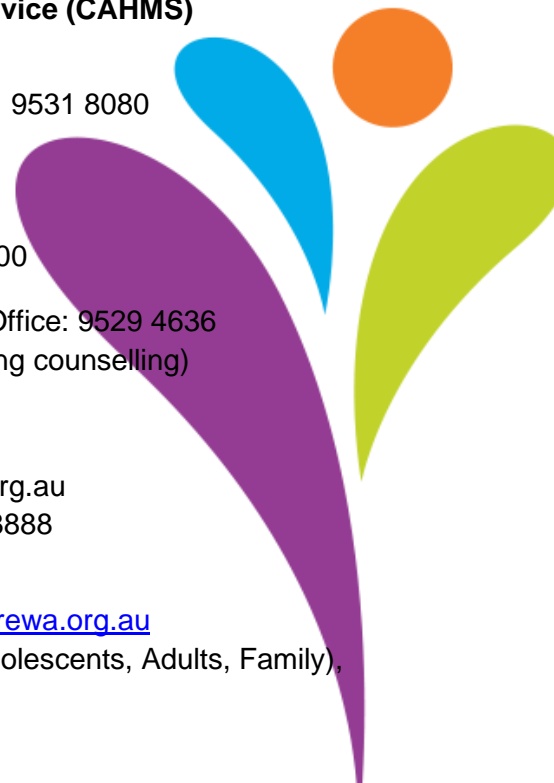 vice (CAHMS)
9531 8080
00
Office: 9529 4636
ng counselling)
rg.au
8888
rewa.org.au
olescents, Adults, Family),